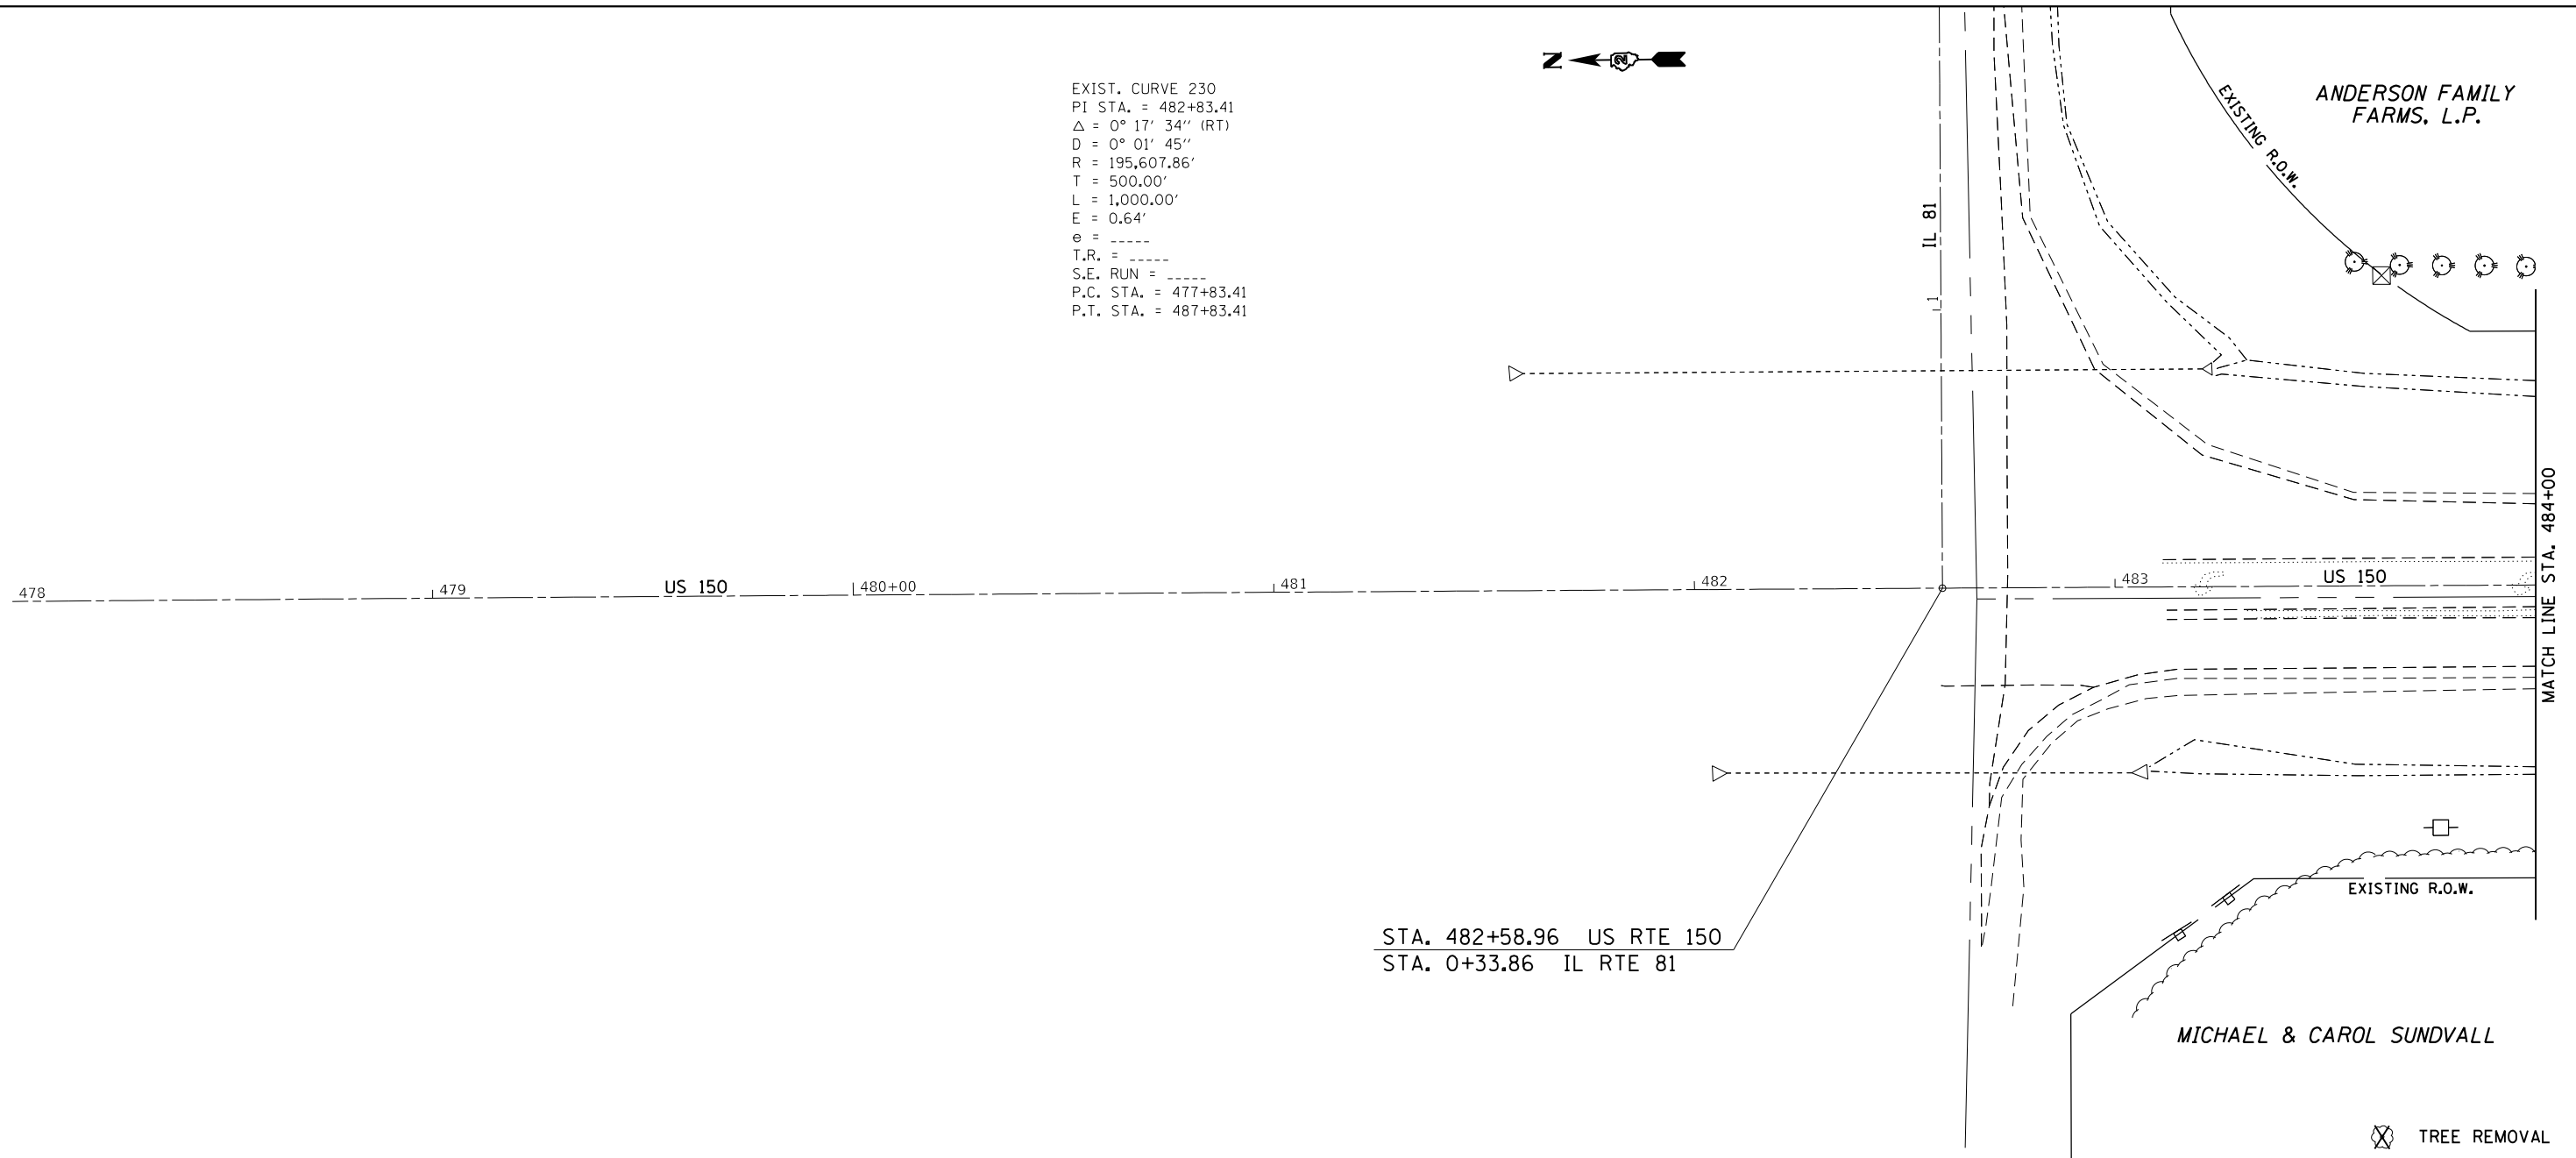 N
2
EXIST. CURVE 230
PI STA. = 482+83.41
Δ = 0° 17' 34'' (RT)
D = 0° 01' 45''
R = 195,607.86'
T = 500.00'
L = 1,000.00'
E = 0.64'
e = _____
T.R. = _____
S.E. RUN = _____
P.C. STA. = 477+83.41
P.T. STA. = 487+83.41
ANDERSON FAMILY
FARMS, L.P.
EXISTING R.O.W.
IL 81
1
478
479
US 150
480+00
481
482
483
US 150
MATCH LINE STA. 484+00
EXISTING R.O.W.
STA. 482+58.96 US RTE 150
STA. 0+33.86 IL RTE 81
MICHAEL & CAROL SUNDVALL
TREE REMOVAL